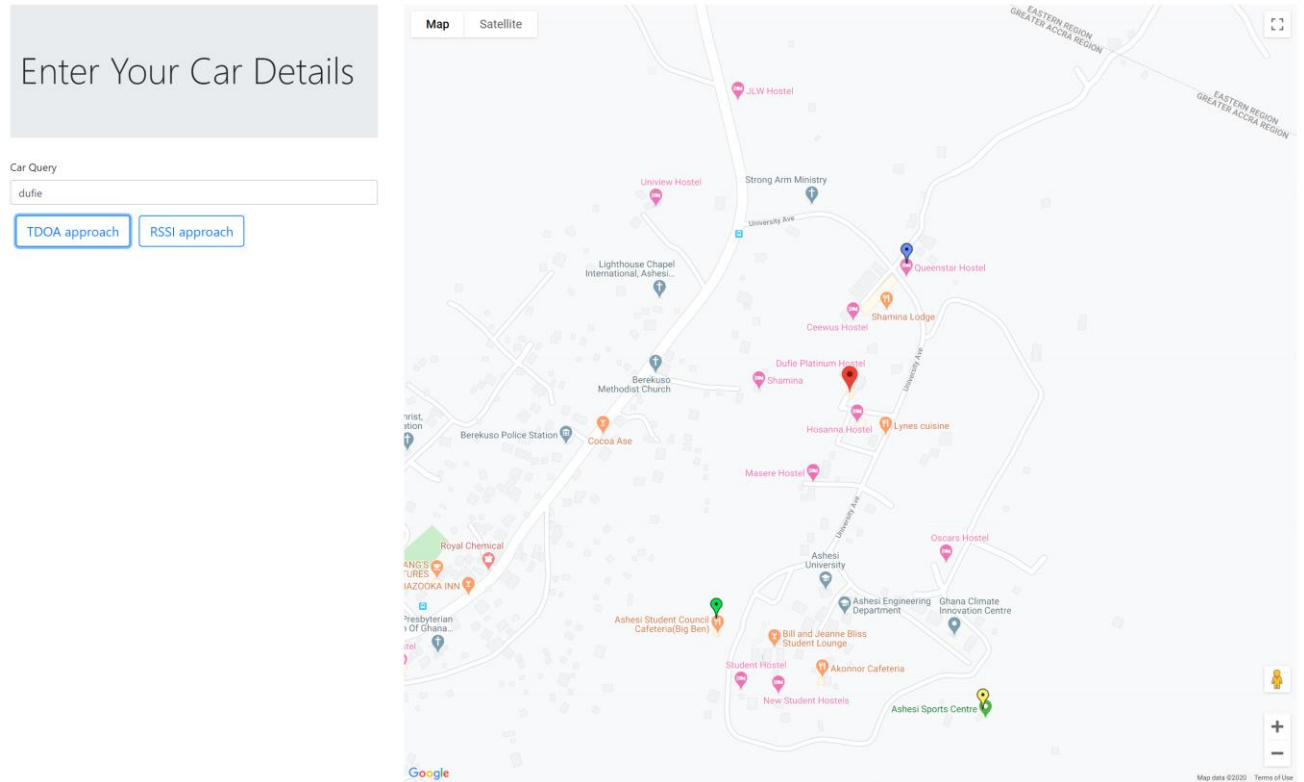 Enter Your Car Details
Car Query
dufie
TDOA approach
RSSI approach
Map
Satellite
EASTERN REGION
GREATER ACCRA REGION
EASTERN REGION
GREATER ACCRA REGION
JLW Hostel
Uniview Hostel
Strong Arm Ministry
University Ave
Lighthouse Chapel
International, Ashesi...
Queenstar Hostel
Shamina Lodge
Ceewus Hostel
University Ave
Dufie Platinum Hostel
Shamina
Berekuso
Methodist Church
Hosanna Hostel
Lynes cuisine
Cocoa Ase
Berekuso Police Station
Masere Hostel
University Ave
Royal Chemical
Oscars Hostel
Ashesi
University
AZOOKA INN
Ashesi Engineering
Department
Ghana Climate
Innovation Centre
Ashesi Student Council
Cafeteria(Big Ben)
Presbyterian
Of Ghana...
Bill and Jeanne Bliss
Student Lounge
Student Hostel
Akonnor Cafeteria
New Student Hostels
Ashesi Sports Centre
Google
Map data ©2020
Terms of Use